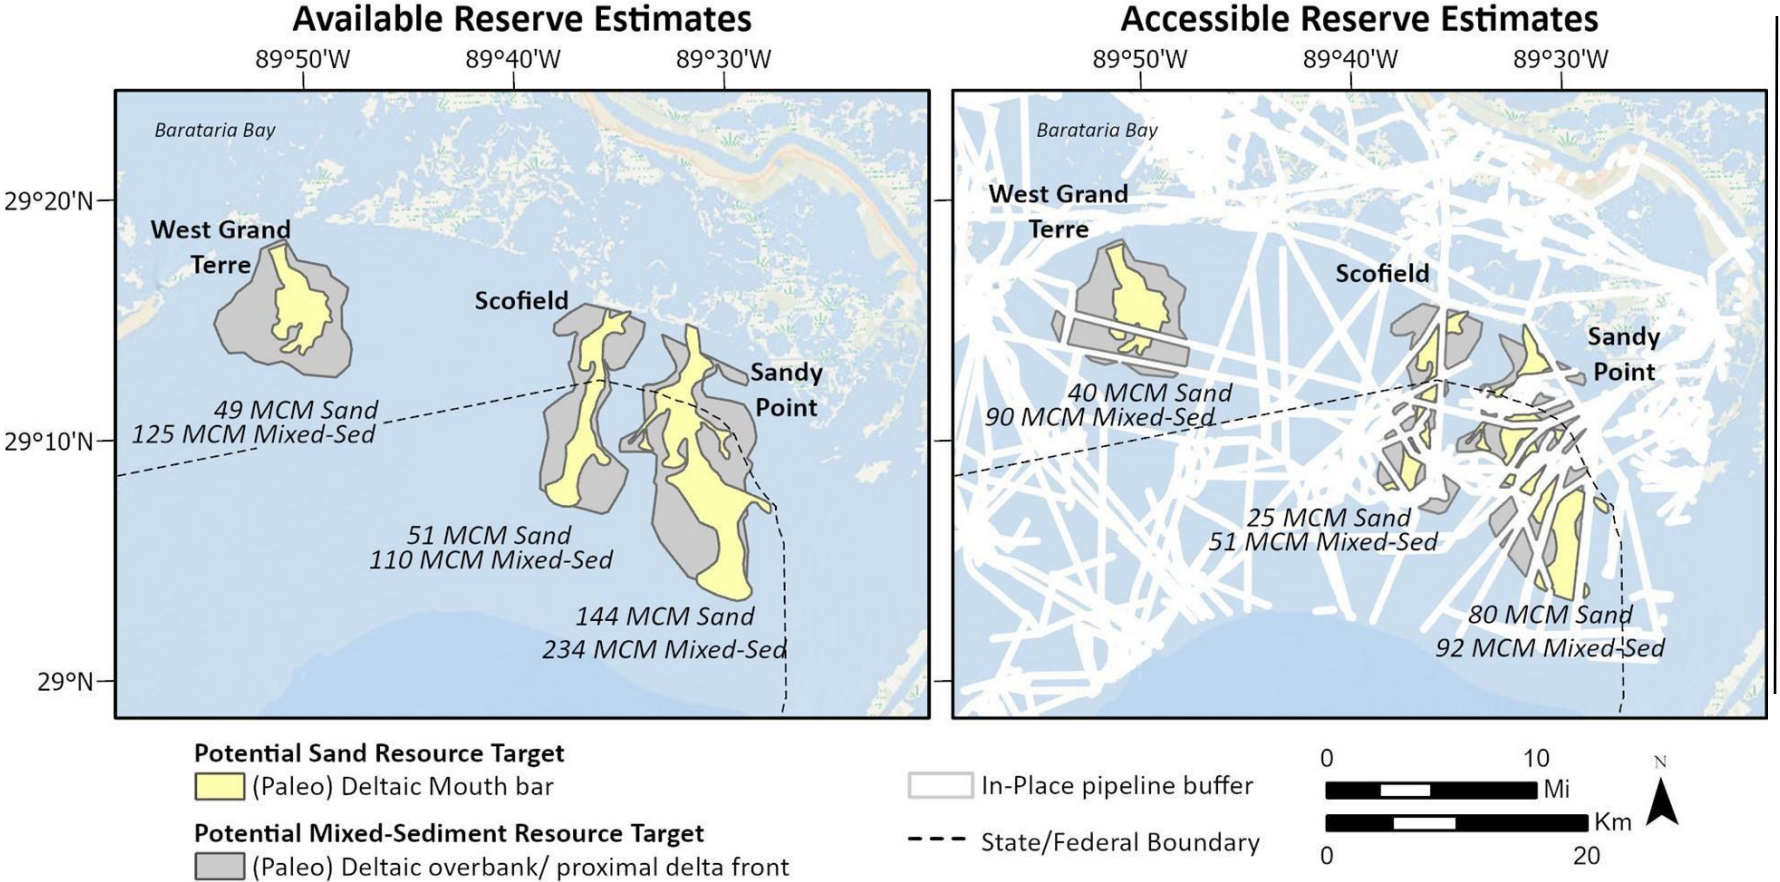 Available Reserve Estimates
89°50'W 89°40'W 89°30'W
29°20'N
29°10'N
29°N
Barataria Bay
West Grand
Terre
Scofield
Sandy
Point
49 MCM Sand
125 MCM Mixed-Sed
51 MCM Sand
110 MCM Mixed-Sed
144 MCM Sand
234 MCM Mixed-Sed
Accessible Reserve Estimates
89°50'W 89°40'W 89°30'W
Barataria Bay
West Grand
Terre
Scofield
Sandy
Point
40 MCM Sand
90 MCM Mixed-Sed
25 MCM Sand
51 MCM Mixed-Sed
80 MCM Sand
92 MCM Mixed-Sed
Potential Sand Resource Target
(Paleo) Deltaic Mouth bar
Potential Mixed-Sediment Resource Target
(Paleo) Deltaic overbank/ proximal delta front
In-Place pipeline buffer
State/Federal Boundary
0 10
Mi
Km
0 20
N